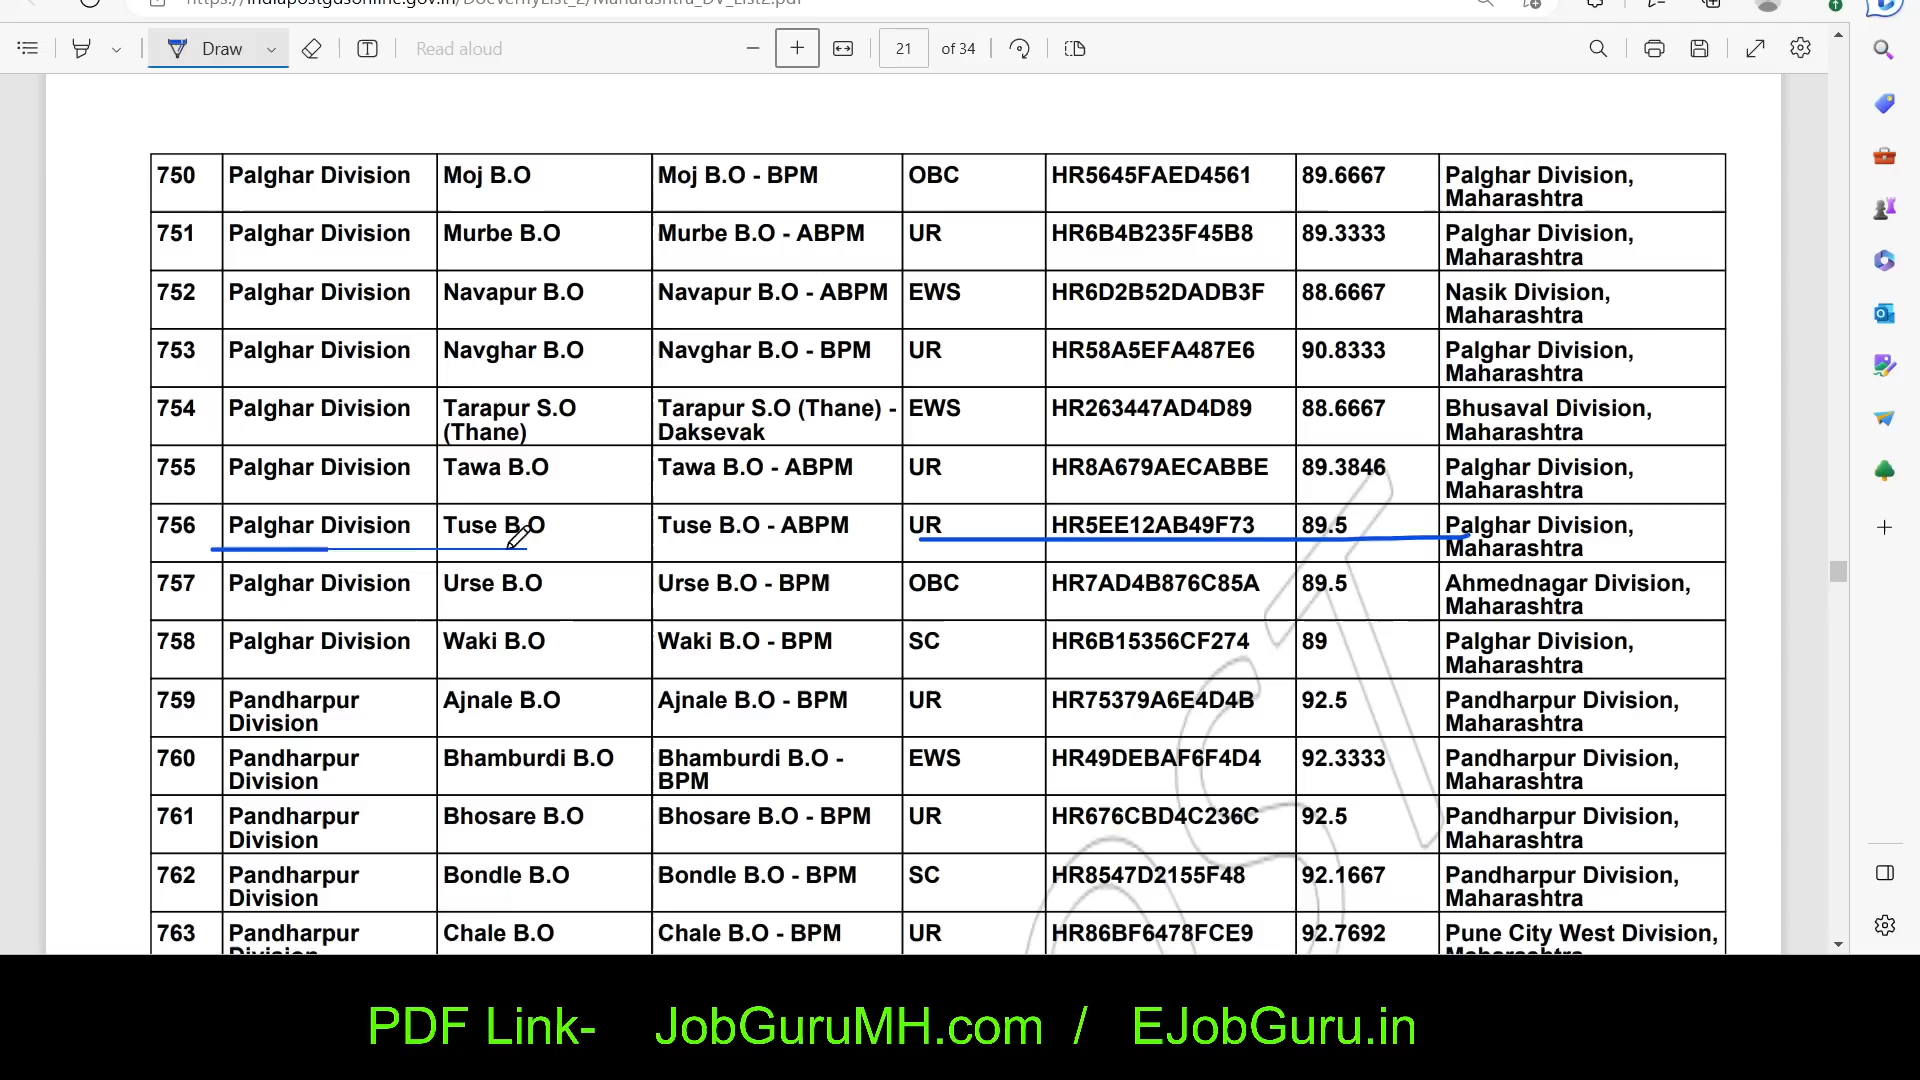 https://indiapostgdsonline.gov.in/DocVerifyList_2/Maharashtra_DV_List2.pdf
Draw
Read aloud
21 of 34
750 Palghar Division Moj B.O Moj B.O - BPM OBC HR5645FAED4561 89.6667 Palghar Division,
Maharashtra
751 Palghar Division Murbe B.O Murbe B.O - ABPM UR HR6B4B235F45B8 89.3333 Palghar Division,
Maharashtra
752 Palghar Division Navapur B.O Navapur B.O - ABPM EWS HR6D2B52DADB3F 88.6667 Nasik Division,
Maharashtra
753 Palghar Division Navghar B.O Navghar B.O - BPM UR HR58A5EFA487E6 90.8333 Palghar Division,
Maharashtra
754 Palghar Division Tarapur S.O Tarapur S.O (Thane) - EWS HR263447AD4D89 88.6667 Bhusaval Division,
(Thane) Daksevak Maharashtra
755 Palghar Division Tawa B.O Tawa B.O - ABPM UR HR8A679AECABBE 89.3846 Palghar Division,
Maharashtra
756 Palghar Division Tuse B.O Tuse B.O - ABPM UR HR5EE12AB49F73 89.5 Palghar Division,
Maharashtra
757 Palghar Division Urse B.O Urse B.O - BPM OBC HR7AD4B876C85A 89.5 Ahmednagar Division,
Maharashtra
758 Palghar Division Waki B.O Waki B.O - BPM SC HR6B15356CF274 89 Palghar Division,
Maharashtra
759 Pandharpur Ajnale B.O Ajnale B.O - BPM UR HR75379A6E4D4B 92.5 Pandharpur Division,
Division Maharashtra
760 Pandharpur Bhamburdi B.O Bhamburdi B.O - EWS HR49DEBAF6F4D4 92.3333 Pandharpur Division,
Division BPM Maharashtra
761 Pandharpur Bhosare B.O Bhosare B.O - BPM UR HR676CBD4C236C 92.5 Pandharpur Division,
Division Maharashtra
762 Pandharpur Bondle B.O Bondle B.O - BPM SC HR8547D2155F48 92.1667 Pandharpur Division,
Division Maharashtra
763 Pandharpur Chale B.O Chale B.O - BPM UR HR86BF6478FCE9 92.7692 Pune City West Division,
Division Maharashtra
OST
PDF Link- JobGuruMH.com / EJobGuru.in